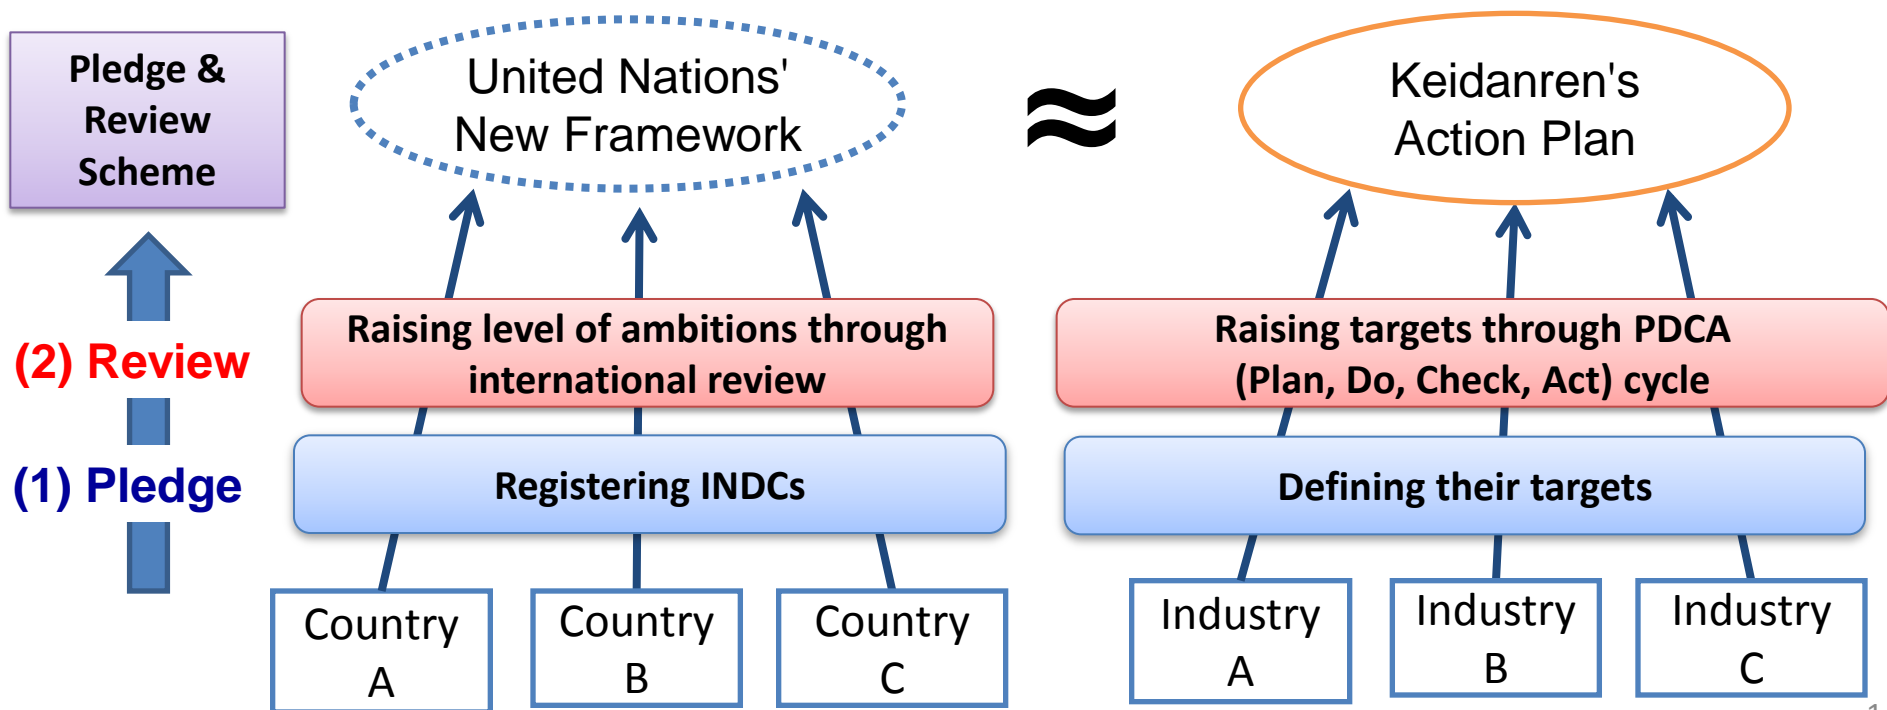 Pledge &
Review
Scheme
United Nations'
New Framework
≈
Keidanren's
Action Plan
(2) Review
Raising level of ambitions through
international review
Raising targets through PDCA
(Plan, Do, Check, Act) cycle
(1) Pledge
Registering INDCs
Defining their targets
Country
A
Country
B
Country
C
Industry
A
Industry
B
Industry
C